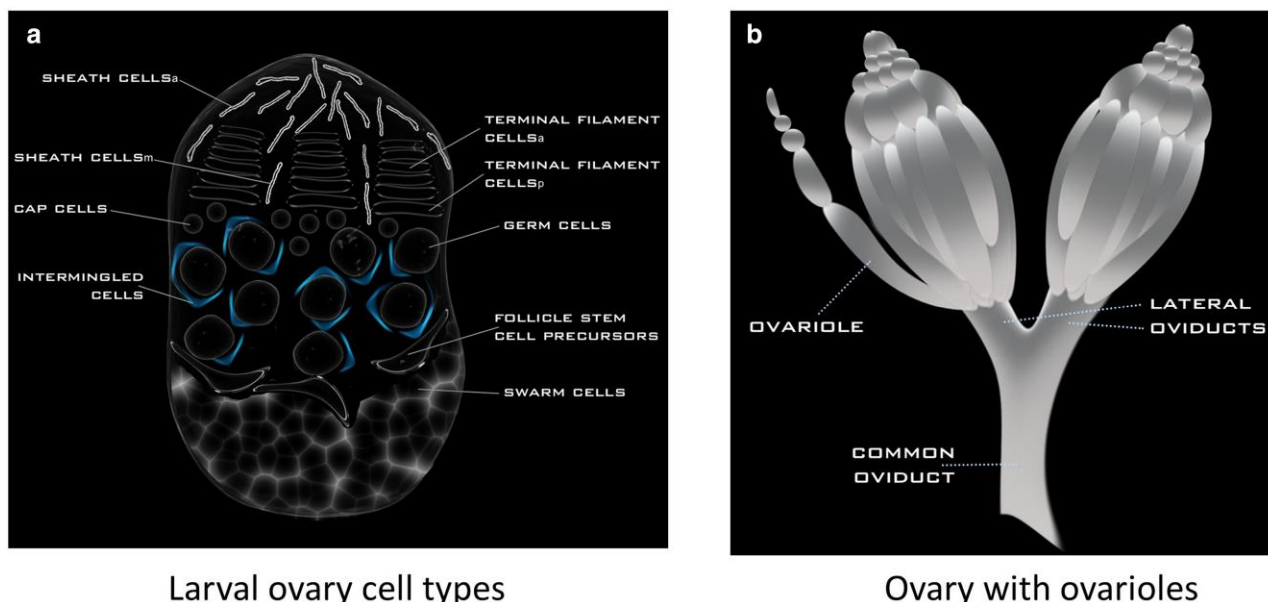 a
SHEATH CELLSa
SHEATH CELLSm
CAP CELLS
INTERMINGLED
CELLS
TERMINAL FILAMENT
CELLSa
TERMINAL FILAMENT
CELLSp
GERM CELLS
FOLLICLE STEM
CELL PRECURSORS
SWARM CELLS
Larval ovary cell types
b
OVARIOLE
LATERAL
OVIDUCTS
COMMON
OVIDUCT
Ovary with ovarioles